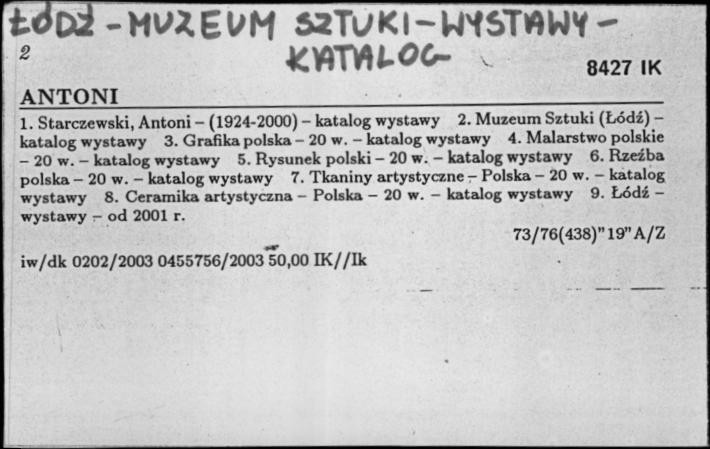 ŁÓDŹ - MUZEUM SZTUKI - WYSTAWY -
KATALOG
2
8427 IK
ANTONI
1. Starczewski, Antoni – (1924-2000) – katalog wystawy 2. Muzeum Sztuki (Łódź) –
katalog wystawy 3. Grafika polska – 20 w. – katalog wystawy 4. Malarstwo polskie
– 20 w. – katalog wystawy 5. Rysunek polski – 20 w. – katalog wystawy 6. Rzeźba
polska – 20 w. – katalog wystawy 7. Tkaniny artystyczne – Polska – 20 w. – katalog
wystawy 8. Ceramika artystyczna – Polska – 20 w. – katalog wystawy 9. Łódź –
wystawy – od 2001 r.
73/76(438)"19"A/Z
iw/dk 0202/2003 0455756/2003 50,00 IK//Ik